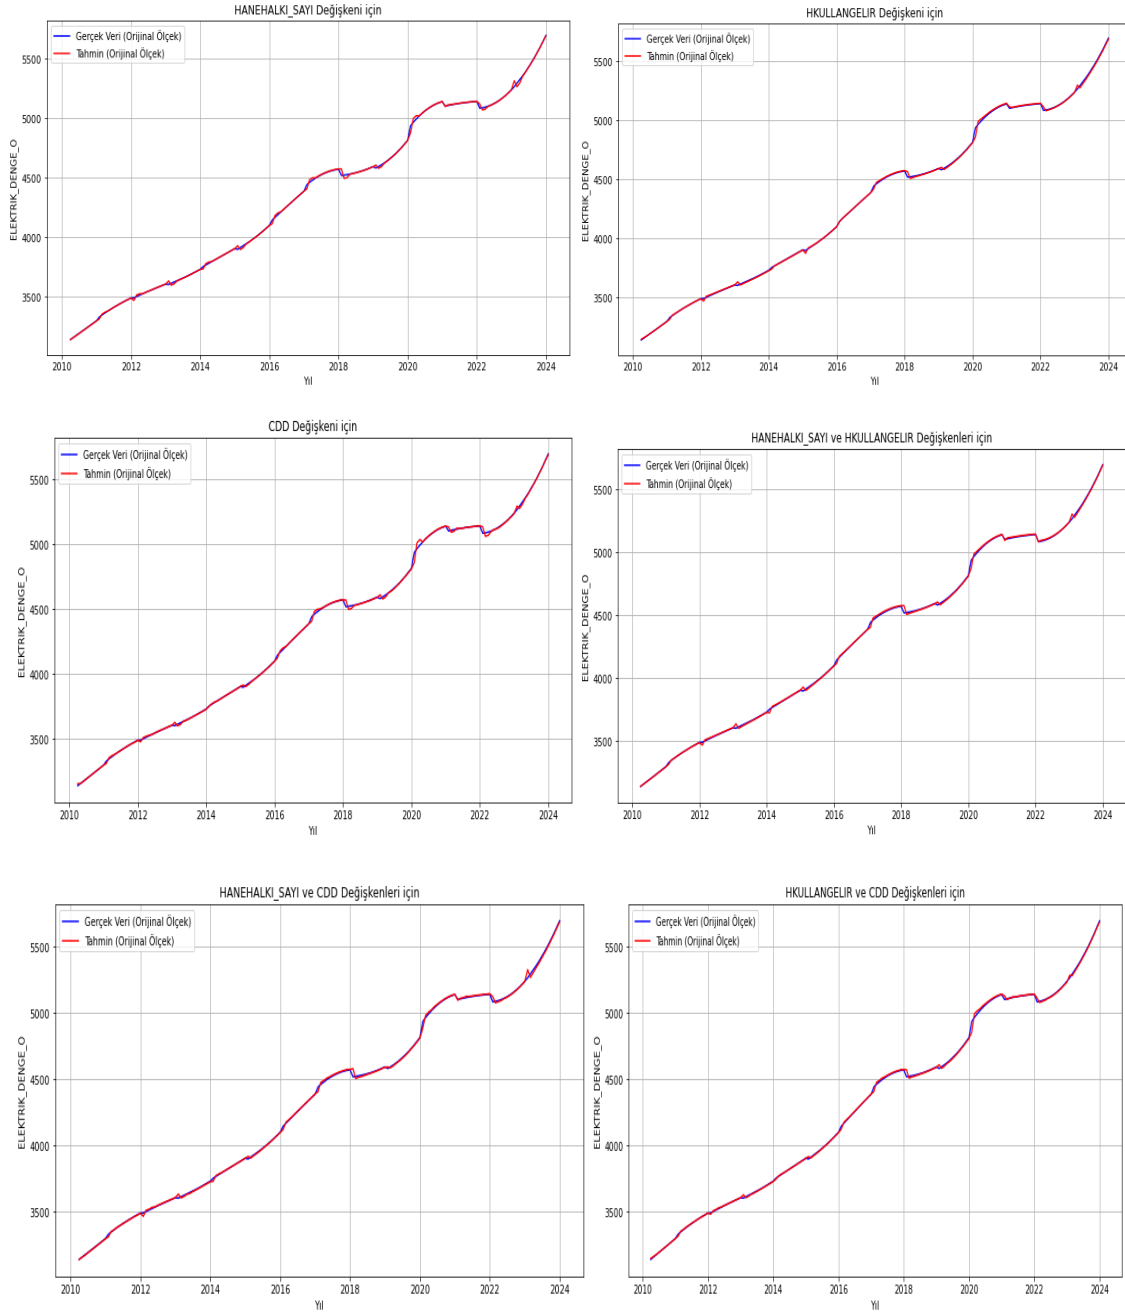 HANEHALKI_SAYI Değişkeni için
Gerçek Veri (Orijinal Ölçek)
Tahmin (Orijinal Ölçek)
ELEKTRIK_DENGE_O
5500
5000
4500
4000
3500
2010 2012 2014 2016 2018 2020 2022 2024
Yıl
HKULLANGELIR Değişkeni için
Gerçek Veri (Orijinal Ölçek)
Tahmin (Orijinal Ölçek)
ELEKTRIK_DENGE_O
5500
5000
4500
4000
3500
2010 2012 2014 2016 2018 2020 2022 2024
Yıl
CDD Değişkeni için
Gerçek Veri (Orijinal Ölçek)
Tahmin (Orijinal Ölçek)
ELEKTRIK_DENGE_O
5500
5000
4500
4000
3500
2010 2012 2014 2016 2018 2020 2022 2024
Yıl
HANEHALKI_SAYI ve HKULLANGELIR Değişkenleri için
Gerçek Veri (Orijinal Ölçek)
Tahmin (Orijinal Ölçek)
ELEKTRIK_DENGE_O
5500
5000
4500
4000
3500
2010 2012 2014 2016 2018 2020 2022 2024
Yıl
HANEHALKI_SAYI ve CDD Değişkenleri için
Gerçek Veri (Orijinal Ölçek)
Tahmin (Orijinal Ölçek)
ELEKTRIK_DENGE_O
5500
5000
4500
4000
3500
2010 2012 2014 2016 2018 2020 2022 2024
Yıl
HKULLANGELIR ve CDD Değişkenleri için
Gerçek Veri (Orijinal Ölçek)
Tahmin (Orijinal Ölçek)
ELEKTRIK_DENGE_O
5500
5000
4500
4000
3500
2010 2012 2014 2016 2018 2020 2022 2024
Yıl